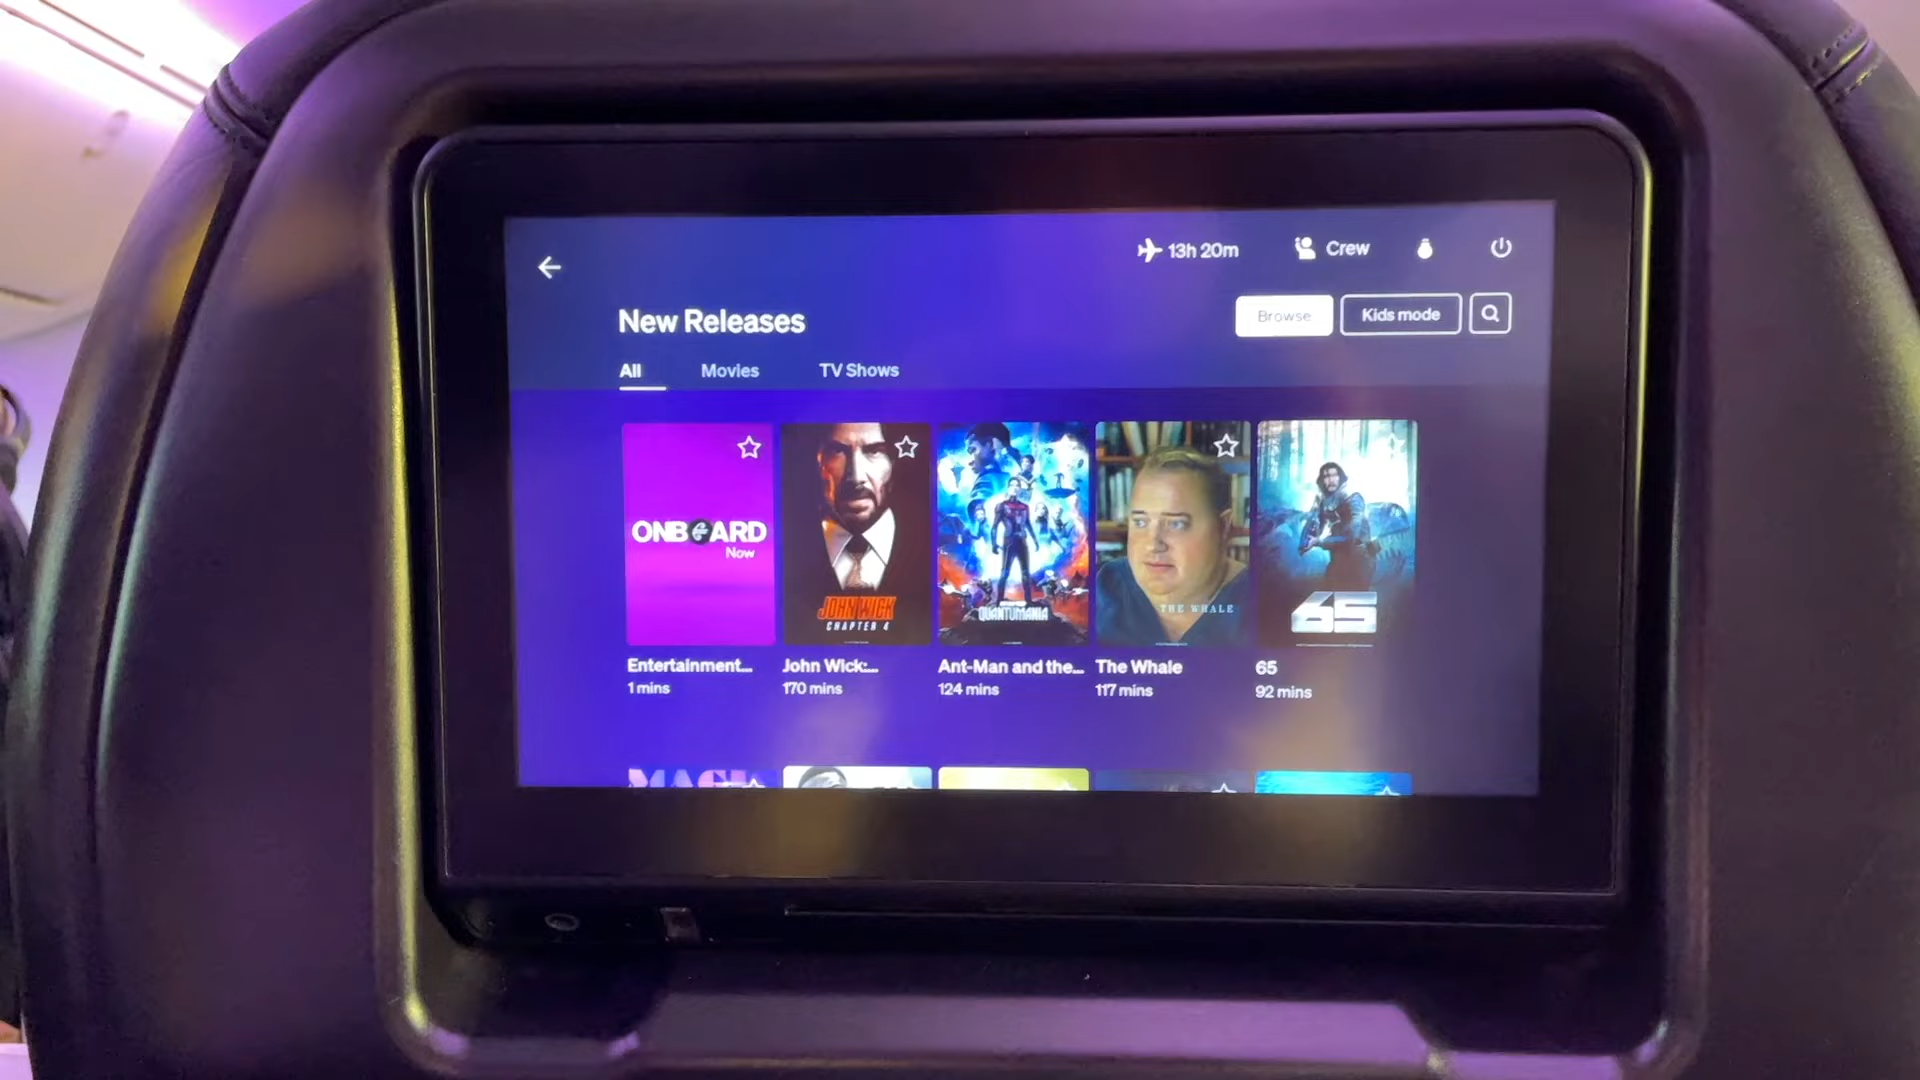 13h 20m
Crew
New Releases
Browse
Kids mode
All
Movies
TV Shows
ONBOARD
Now
JOHN WICK
CHAPTER 4
QUANTUMANIA
THE WHALE
65
Entertainment...
John Wick:...
Ant-Man and the...
The Whale
65
1 mins
170 mins
124 mins
117 mins
92 mins